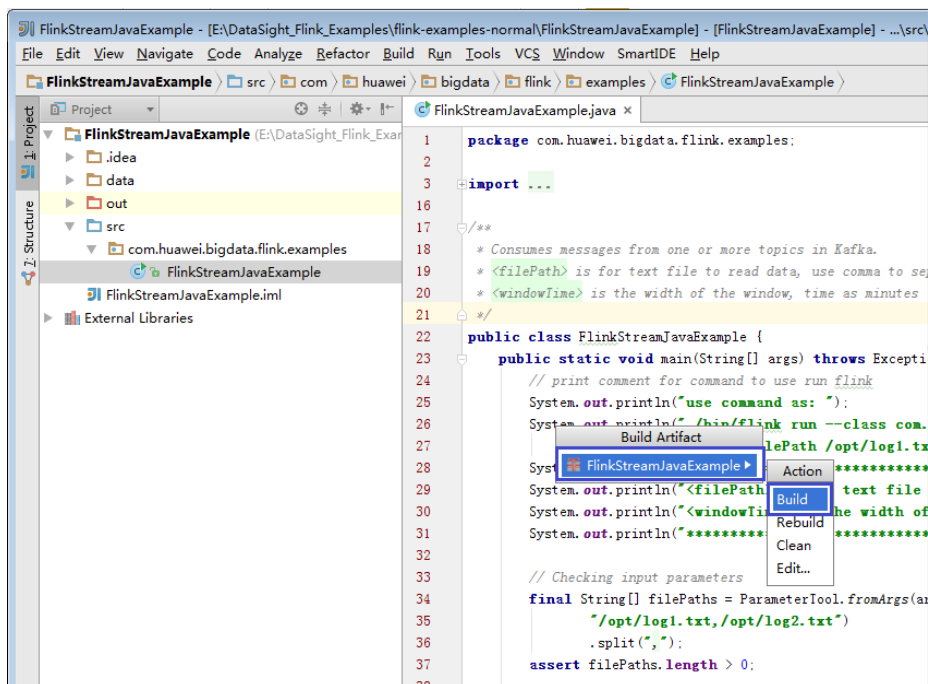 FlinkStreamJavaExample - [E:\DataSight_Flink_Examples\flink-examples-normal\FlinkStreamJavaExample] - [FlinkStreamJavaExample] - ...\src\
File Edit View Navigate Code Analyze Refactor Build Run Tools VCS Window SmartIDE Help
FlinkStreamJavaExample src com huawei bigdata flink examples FlinkStreamJavaExample
1: Project
7: Structure
Project
FlinkStreamJavaExample (E:\DataSight_Flink_Exar
.idea
data
out
src
com.huawei.bigdata.flink.examples
FlinkStreamJavaExample
FlinkStreamJavaExample.iml
External Libraries
FlinkStreamJavaExample.java ×
1 package com.huawei.bigdata.flink.examples;
2
3 import ...
16
17 /**
18 * Consumes messages from one or more topics in Kafka.
19 * <filePath> is for text file to read data, use comma to sep
20 * <windowTime> is the width of the window, time as minutes
21 */
22 public class FlinkStreamJavaExample {
23 public static void main(String[] args) throws Excepti
24 // print comment for command to use run flink
25 System.out.println("use command as: ");
26 System.out.println("./bin/flink run --class com.
27 lePath /opt/log1.tx
28 Syst ************
29 System.out.println("<filePath text file
30 System.out.println("<windowTi he width of
31 System.out.println("****** ************
32
33 // Checking input parameters
34 final String[] filePaths = ParameterTool.fromArgs(ar
35 "/opt/log1.txt,/opt/log2.txt")
36 .split(",");
37 assert filePaths.length > 0;
Build Artifact
FlinkStreamJavaExample
Action
Build
Rebuild
Clean
Edit...